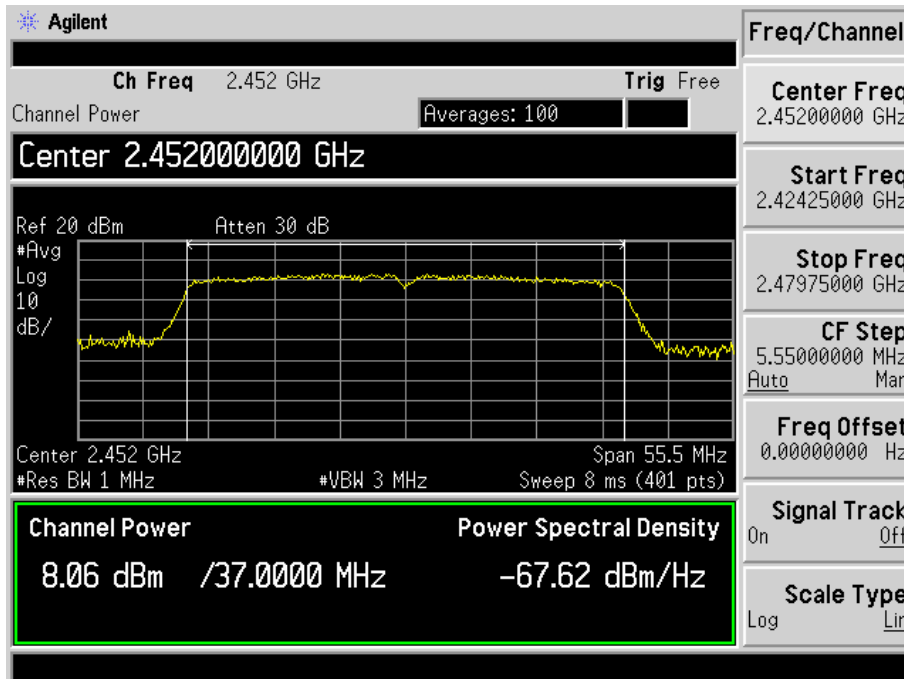 Agilent
Freq/Channel
Ch Freq 2.452 GHz Trig Free
Channel Power Averages: 100
Center 2.452000000 GHz
Ref 20 dBm Atten 30 dB
#Avg
Log
10
dB/
Center 2.452 GHz Span 55.5 MHz
#Res BW 1 MHz #VBW 3 MHz Sweep 8 ms (401 pts)
Channel Power Power Spectral Density
8.06 dBm /37.0000 MHz -67.62 dBm/Hz
Center Freq
2.45200000 GHz
Start Freq
2.42425000 GHz
Stop Freq
2.47975000 GHz
CF Step
5.55000000 MHz
Auto Man
Freq Offset
0.00000000 Hz
Signal Track
On Off
Scale Type
Log Lin